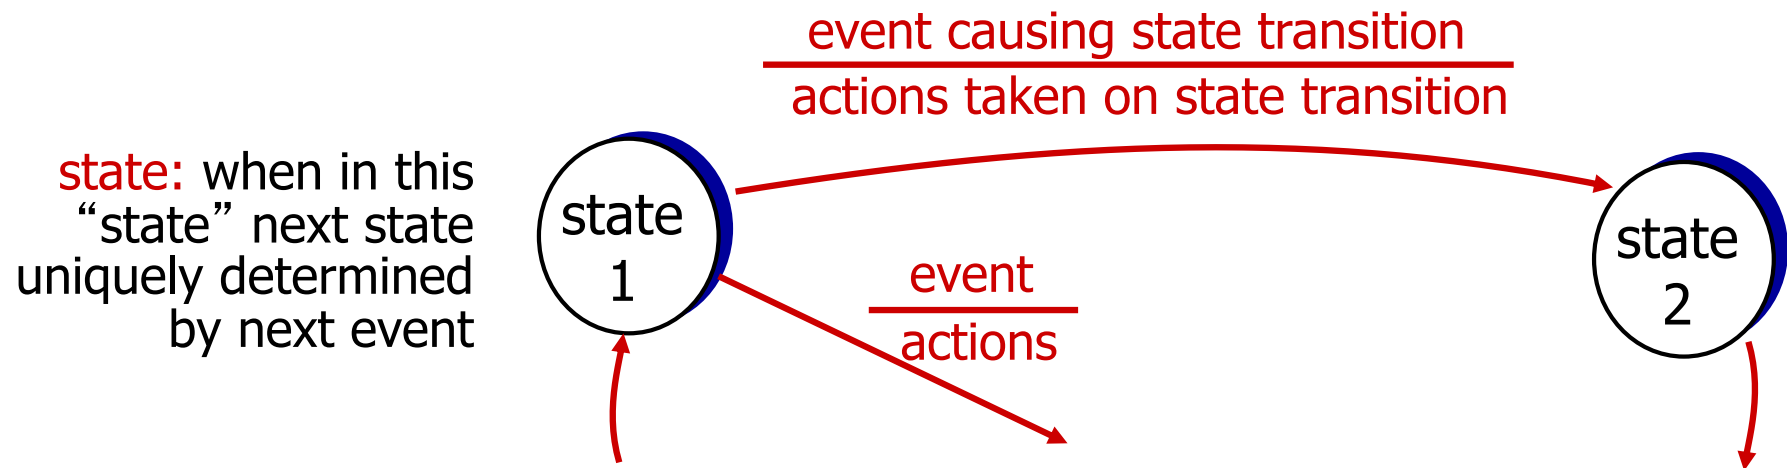 event causing state transition
actions taken on state transition
state: when in this
“state” next state
uniquely determined
by next event
state
1
event
actions
state
2